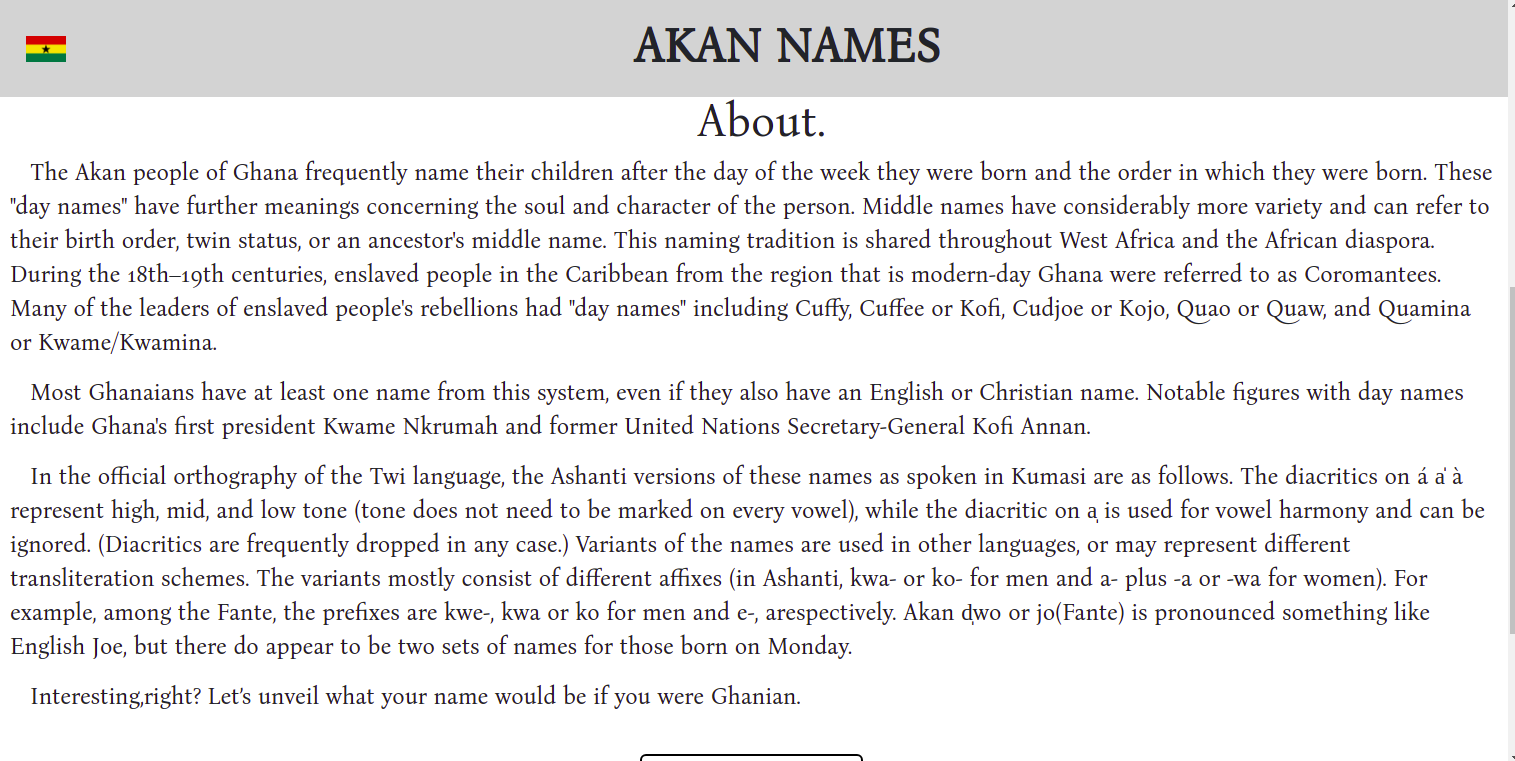 AKAN NAMES
About.
The Akan people of Ghana frequently name their children after the day of the week they were born and the order in which they were born. These
"day names" have further meanings concerning the soul and character of the person. Middle names have considerably more variety and can refer to
their birth order, twin status, or an ancestor's middle name. This naming tradition is shared throughout West Africa and the African diaspora.
During the 18th–19th centuries, enslaved people in the Caribbean from the region that is modern-day Ghana were referred to as Coromantees.
Many of the leaders of enslaved people's rebellions had "day names" including Cuffy, Cuffee or Kofi, Cudjoe or Kojo, Quao or Quaw, and Quamina
or Kwame/Kwamina.
Most Ghanaians have at least one name from this system, even if they also have an English or Christian name. Notable figures with day names
include Ghana's first president Kwame Nkrumah and former United Nations Secretary-General Kofi Annan.
In the official orthography of the Twi language, the Ashanti versions of these names as spoken in Kumasi are as follows. The diacritics on á a̍ à
represent high, mid, and low tone (tone does not need to be marked on every vowel), while the diacritic on a̩ is used for vowel harmony and can be
ignored. (Diacritics are frequently dropped in any case.) Variants of the names are used in other languages, or may represent different
transliteration schemes. The variants mostly consist of different affixes (in Ashanti, kwa- or ko- for men and a- plus -a or -wa for women). For
example, among the Fante, the prefixes are kwe-, kwa or ko for men and e-, arespectively. Akan d̩wo or jo(Fante) is pronounced something like
English Joe, but there do appear to be two sets of names for those born on Monday.
Interesting,right? Let's unveil what your name would be if you were Ghanian.